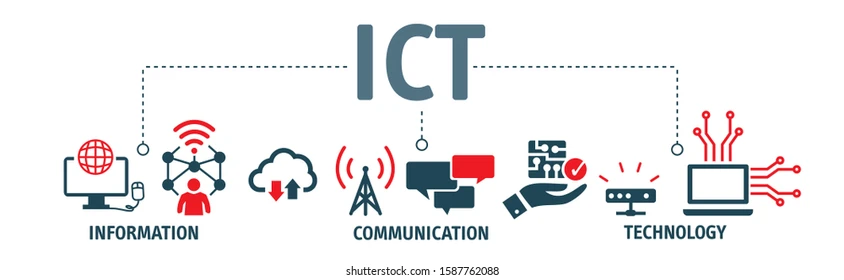 ICT
INFORMATION
COMMUNICATION
TECHNOLOGY
shutterstock.com · 1587762088